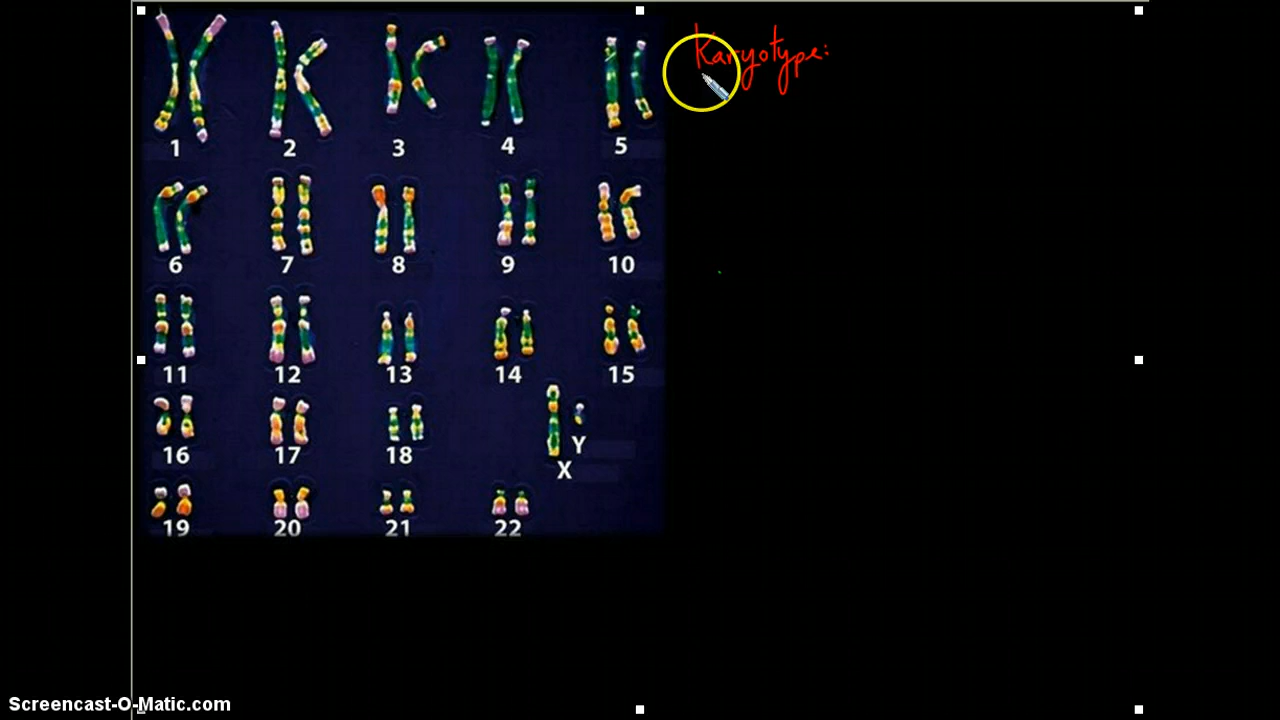 Karyotype:
1 2 3 4 5
6 7 8 9 10
11 12 13 14 15
16 17 18 Y
X
19 20 21 22
Screencast-O-Matic.com